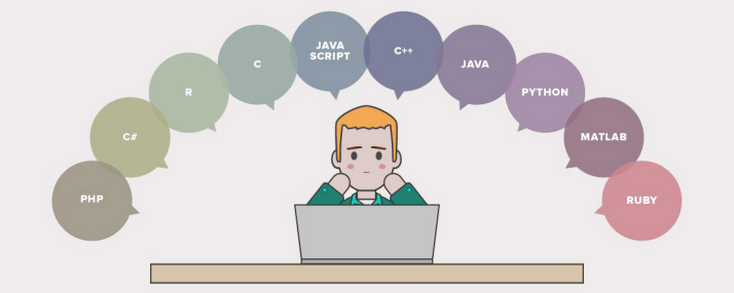 PHP
C#
R
C
JAVA
SCRIPT
C++
JAVA
PYTHON
MATLAB
RUBY